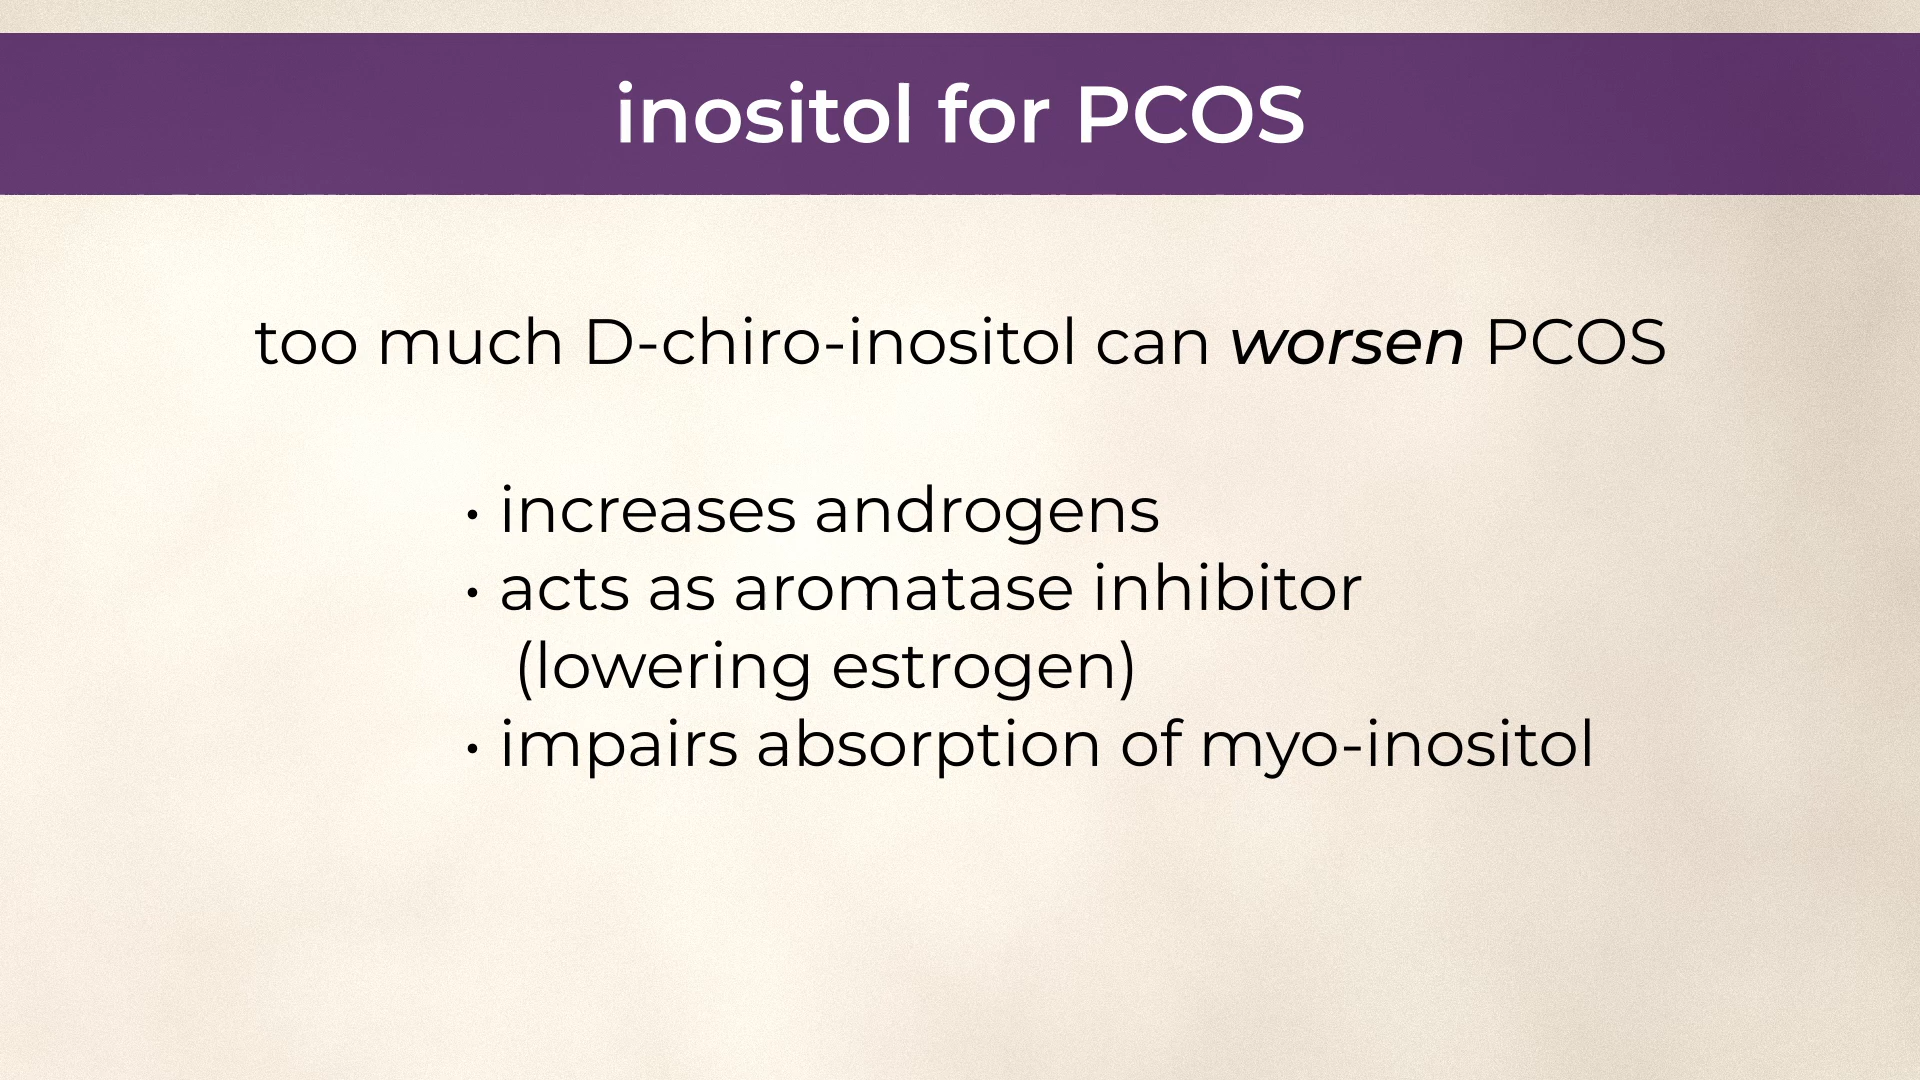 inositol for PCOS
too much D-chiro-inositol can worsen PCOS
• increases androgens
• acts as aromatase inhibitor
(lowering estrogen)
• impairs absorption of myo-inositol